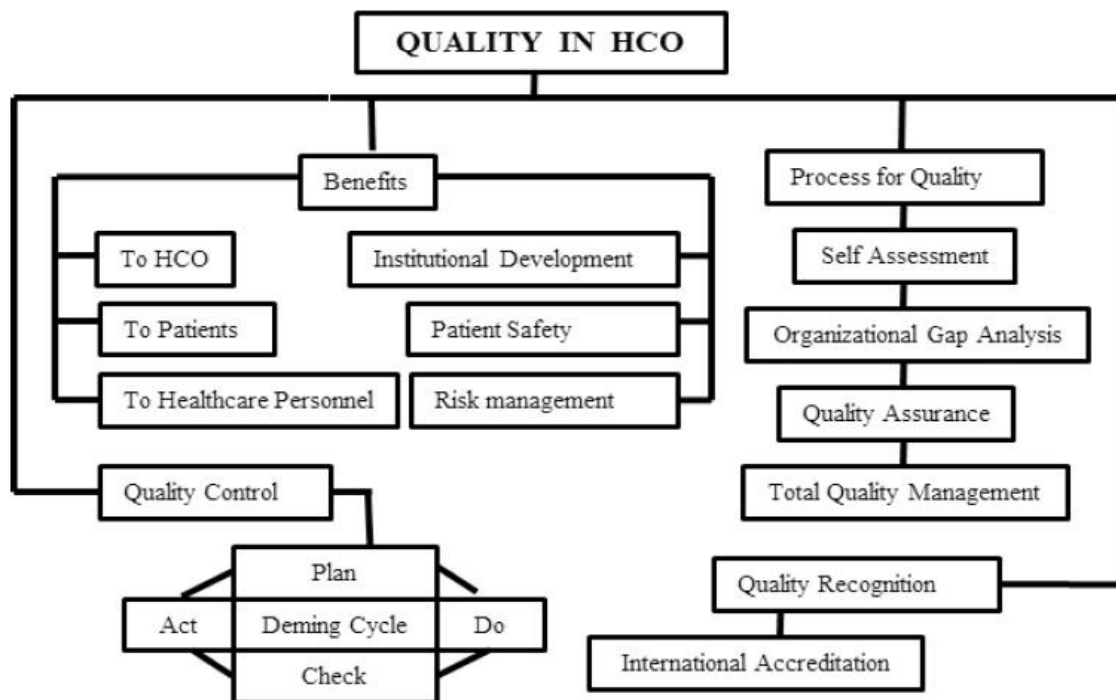 QUALITY IN HCO
Benefits
To HCO
To Patients
To Healthcare Personnel
Institutional Development
Patient Safety
Risk management
Process for Quality
Self Assessment
Organizational Gap Analysis
Quality Assurance
Total Quality Management
Quality Control
Plan
Act
Deming Cycle
Do
Check
Quality Recognition
International Accreditation